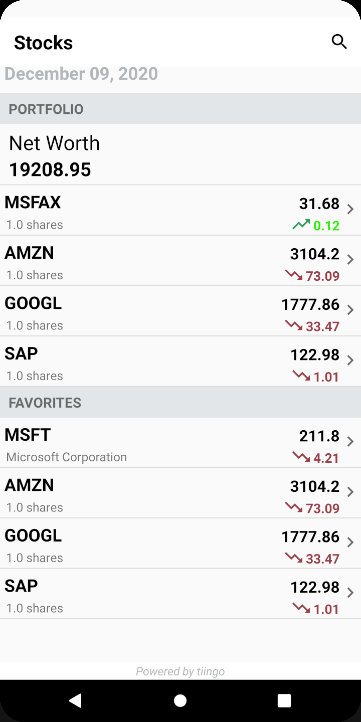 Stocks
December 09, 2020
PORTFOLIO
Net Worth
19208.95
MSFAX 31.68
1.0 shares 0.12
AMZN 3104.2
1.0 shares 73.09
GOOGL 1777.86
1.0 shares 33.47
SAP 122.98
1.0 shares 1.01
FAVORITES
MSFT 211.8
Microsoft Corporation 4.21
AMZN 3104.2
1.0 shares 73.09
GOOGL 1777.86
1.0 shares 33.47
SAP 122.98
1.0 shares 1.01
Powered by tiingo